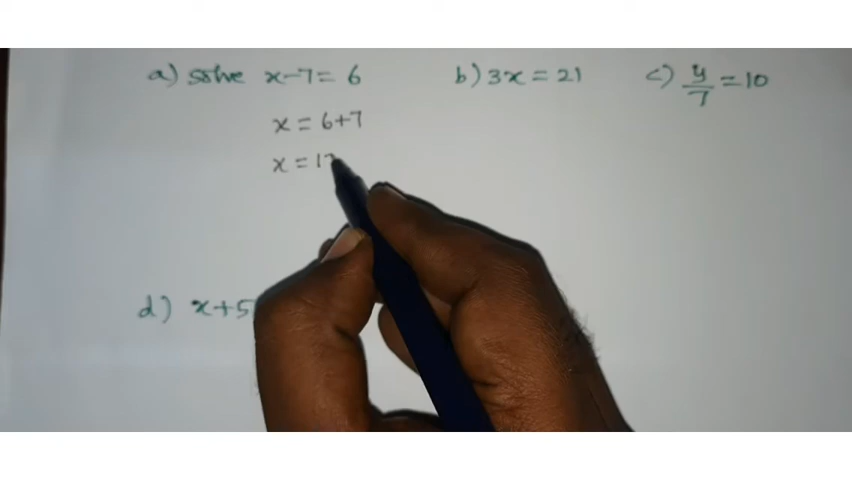 a) solve x-7= 6
b) 3x = 21
c) y/7 = 10
x = 6+7
x =
d) x+5